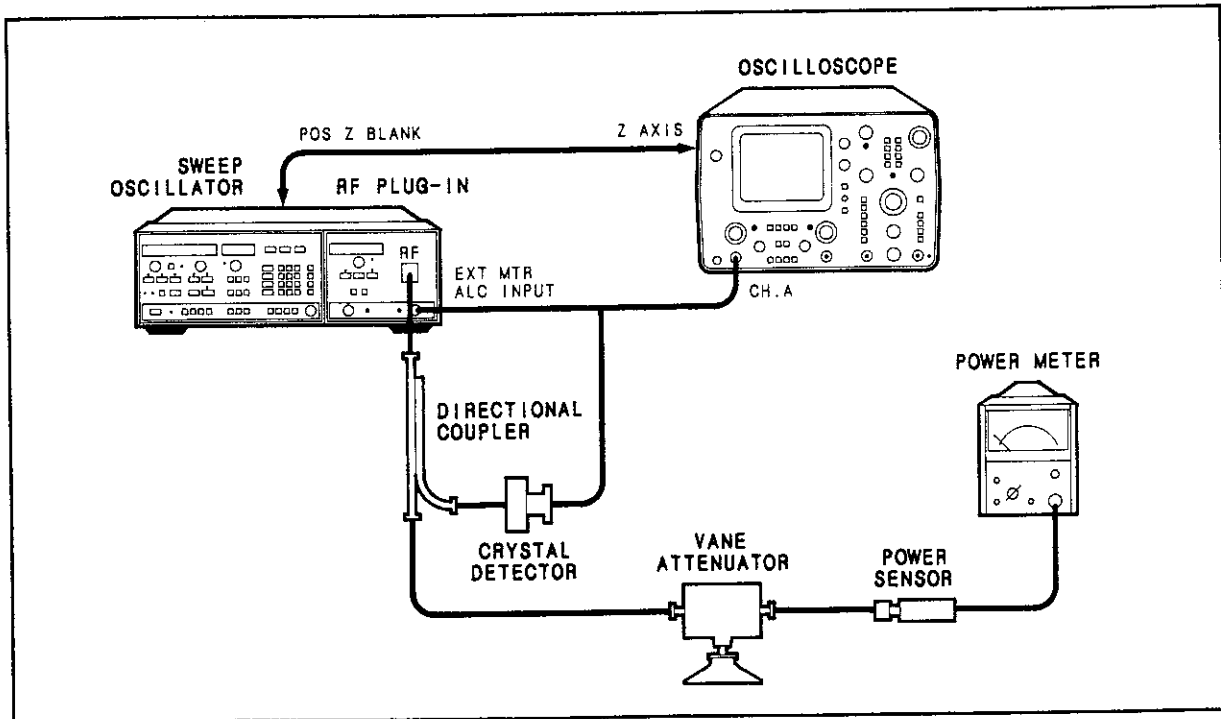 OSCILLOSCOPE
POS Z BLANK
Z AXIS
SWEEP
OSCILLATOR
RF PLUG-IN
RF
EXT MTR
ALC INPUT
CH.A
POWER METER
DIRECTIONAL
COUPLER
CRYSTAL
DETECTOR
VANE
ATTENUATOR
POWER
SENSOR